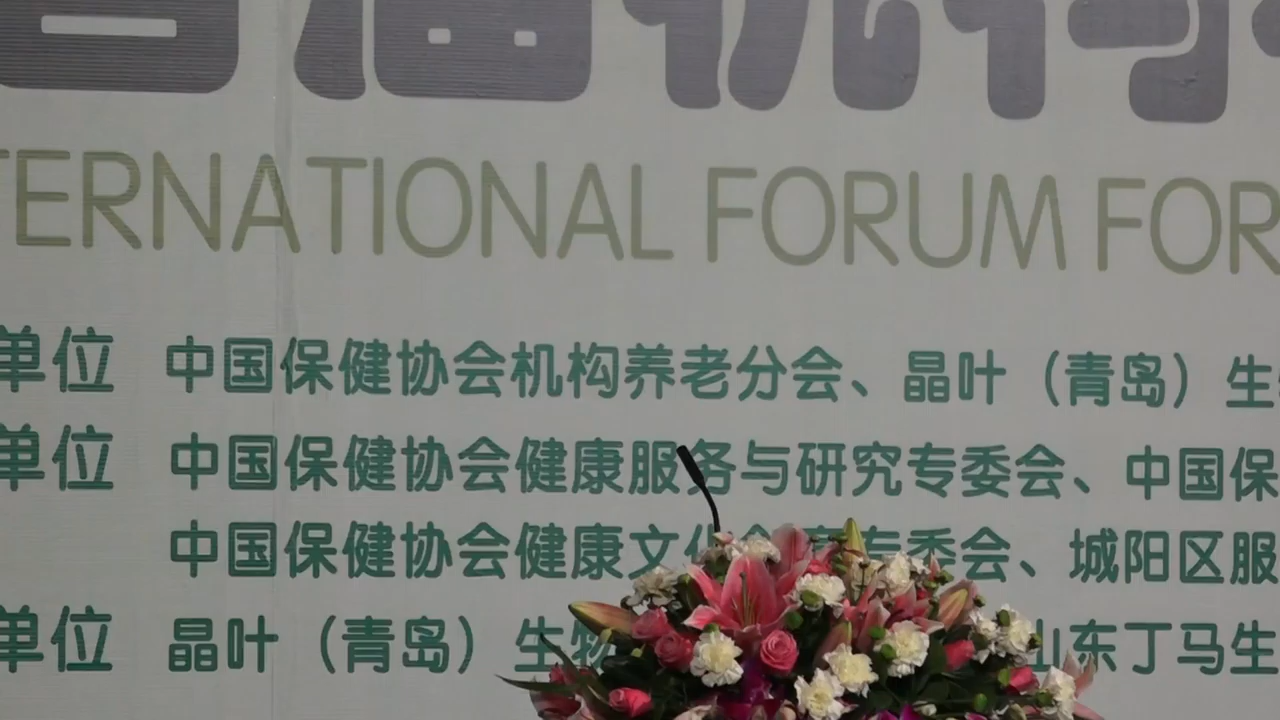 TERNATIONAL FORUM FOR
单位 中国保健协会机构养老分会、晶叶（青岛）生
单位 中国保健协会健康服务与研究专委会、中国保
中国保健协会健康文 专委会、城阳区服
单位 晶叶（青岛）生物 山东丁马生